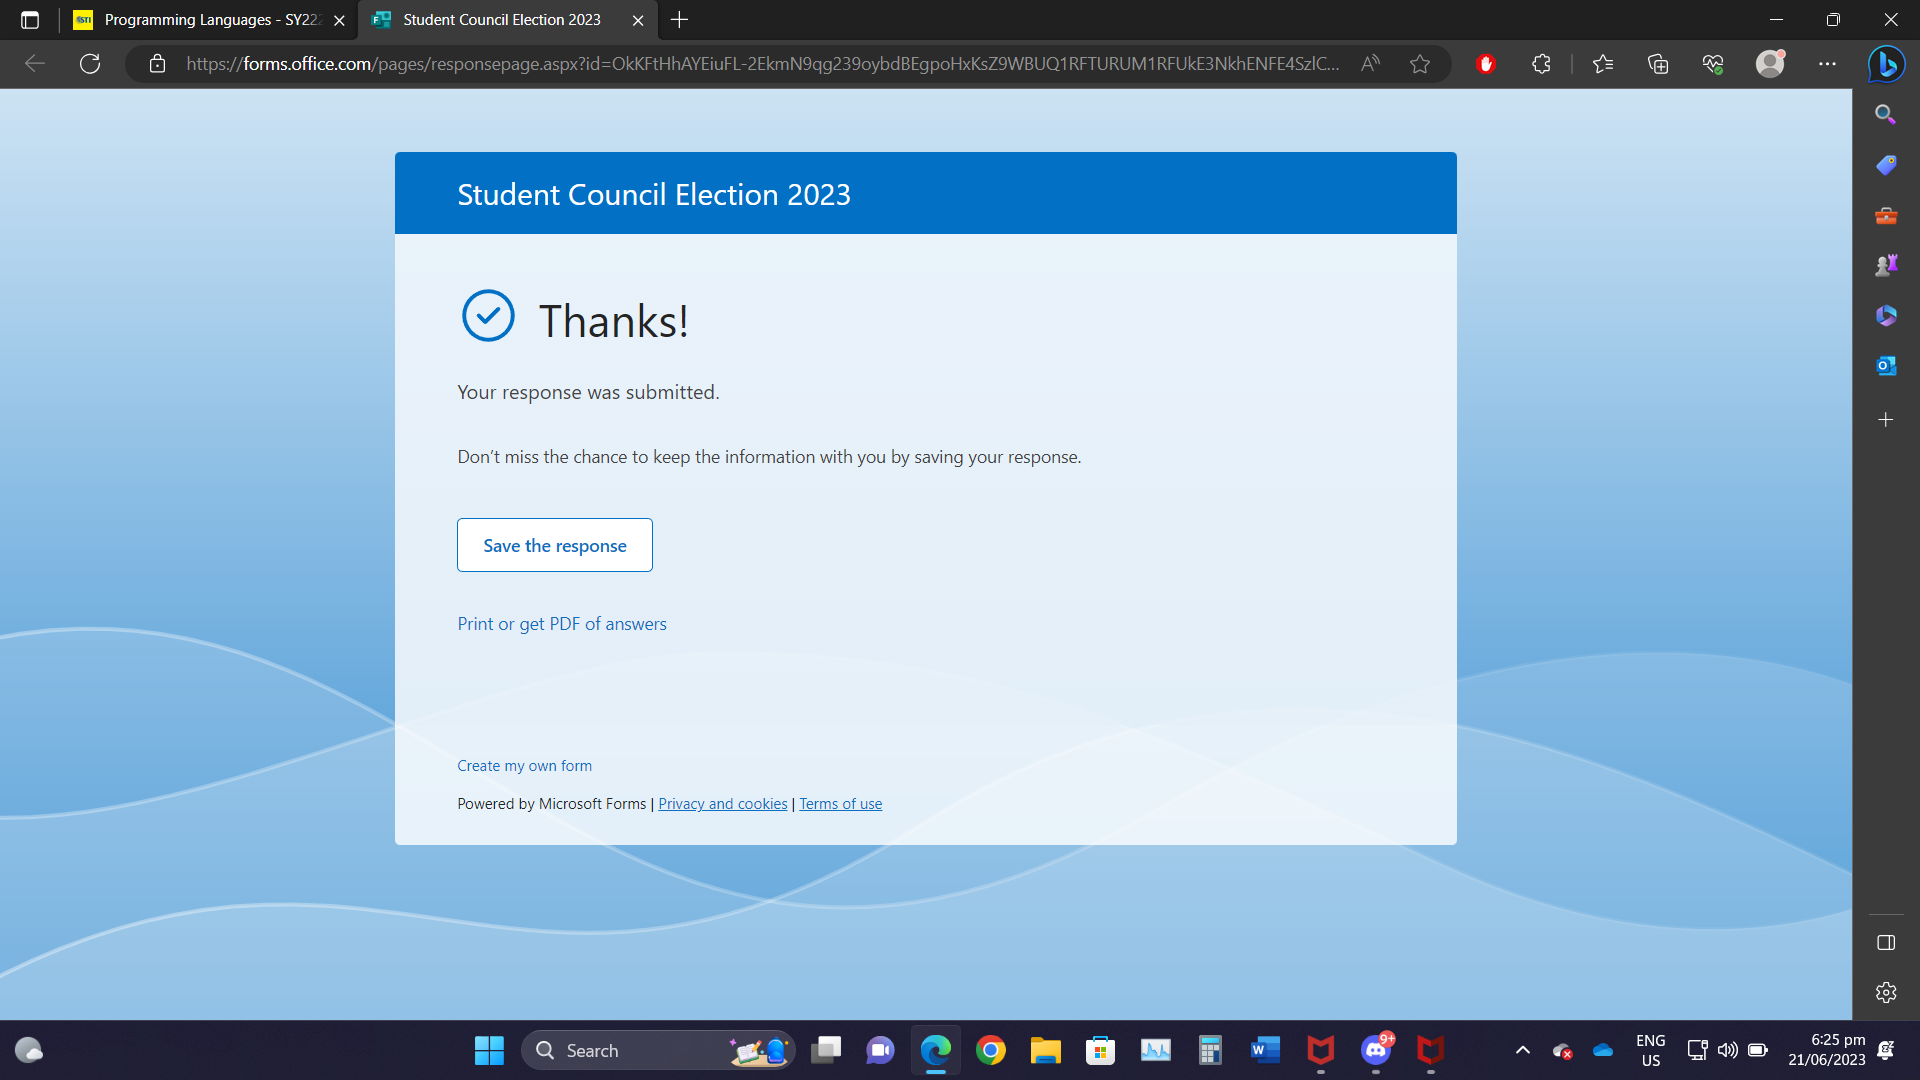 Programming Languages - SY222
Student Council Election 2023
https://forms.office.com/pages/responsepage.aspx?id=OkKFtHhAYEiuFL-2EkmN9qg239oybdBEgpoHxKsZ9WBUQ1RFTURUM1RFUkE3NkhENFE4SzlC...
Student Council Election 2023
Thanks!
Your response was submitted.
Don't miss the chance to keep the information with you by saving your response.
Save the response
Print or get PDF of answers
Create my own form
Powered by Microsoft Forms | Privacy and cookies | Terms of use
Search
9+
ENG
US
6:25 pm
21/06/2023